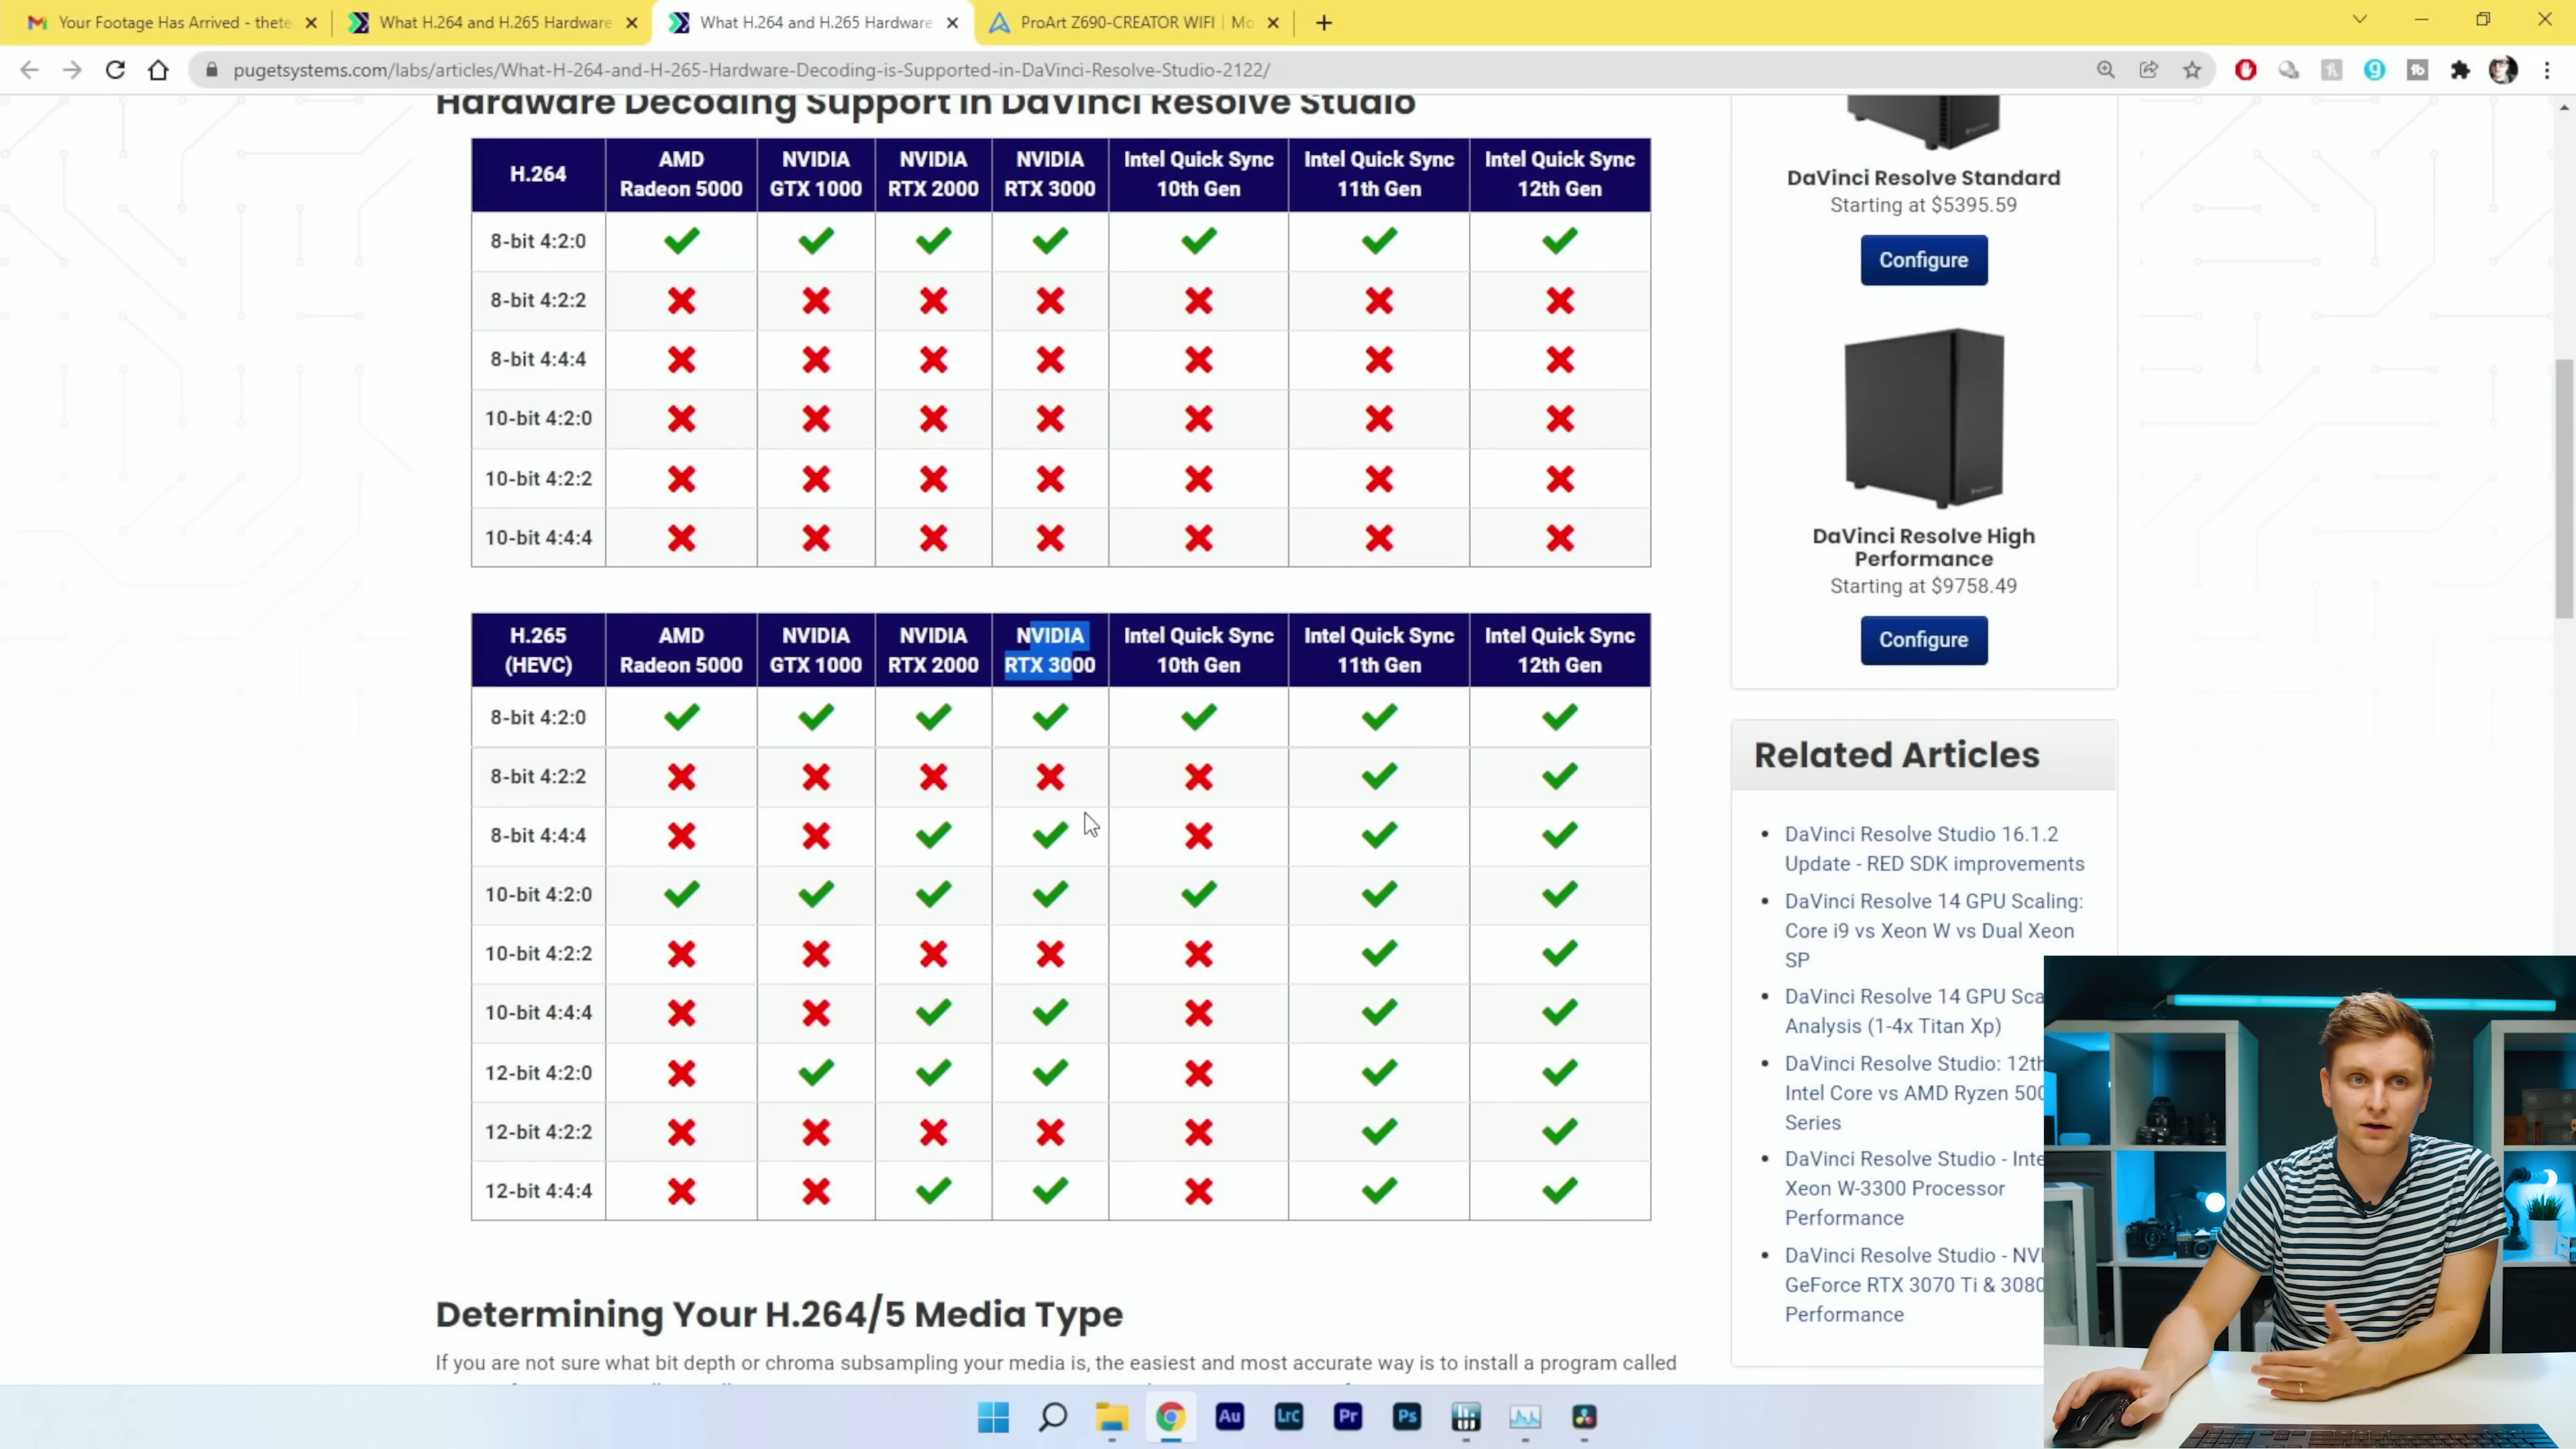 Your Footage Has Arrived - thete
What H.264 and H.265 Hardware
What H.264 and H.265 Hardware
ProArt Z690-CREATOR WIFI | Mo
pugetsystems.com/labs/articles/What-H-264-and-H-265-Hardware-Decoding-is-Supported-in-DaVinci-Resolve-Studio-2122/
Hardware Decoding Support in DaVinci Resolve Studio
H.264 AMD Radeon 5000 NVIDIA GTX 1000 NVIDIA RTX 2000 NVIDIA RTX 3000 Intel Quick Sync 10th Gen Intel Quick Sync 11th Gen Intel Quick Sync 12th Gen
8-bit 4:2:0
8-bit 4:2:2
8-bit 4:4:4
10-bit 4:2:0
10-bit 4:2:2
10-bit 4:4:4
H.265 (HEVC) AMD Radeon 5000 NVIDIA GTX 1000 NVIDIA RTX 2000 NVIDIA RTX 3000 Intel Quick Sync 10th Gen Intel Quick Sync 11th Gen Intel Quick Sync 12th Gen
8-bit 4:2:0
8-bit 4:2:2
8-bit 4:4:4
10-bit 4:2:0
10-bit 4:2:2
10-bit 4:4:4
12-bit 4:2:0
12-bit 4:2:2
12-bit 4:4:4
Determining Your H.264/5 Media Type
If you are not sure what bit depth or chroma subsampling your media is, the easiest and most accurate way is to install a program called
DaVinci Resolve Standard
Starting at $5395.59
Configure
DaVinci Resolve High
Performance
Starting at $9758.49
Configure
Related Articles
DaVinci Resolve Studio 16.1.2
Update - RED SDK improvements
DaVinci Resolve 14 GPU Scaling:
Core i9 vs Xeon W vs Dual Xeon
SP
DaVinci Resolve 14 GPU Sca
Analysis (1-4x Titan Xp)
DaVinci Resolve Studio: 12th
Intel Core vs AMD Ryzen 500
Series
DaVinci Resolve Studio - Inte
Xeon W-3300 Processor
Performance
DaVinci Resolve Studio - NVI
GeForce RTX 3070 Ti & 3080
Performance
Au LrC Pr Ps